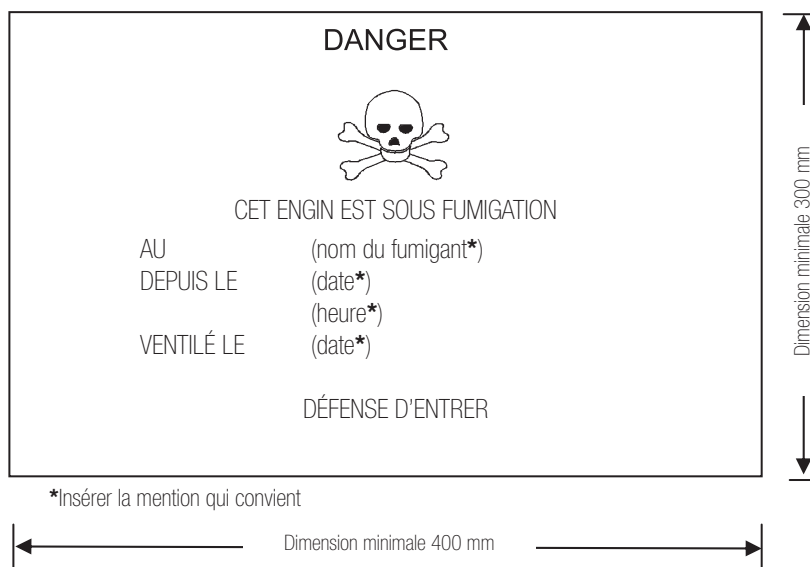 DANGER
CET ENGIN EST SOUS FUMIGATION
AU (nom du fumigant*)
DEPUIS LE (date*)
(heure*)
VENTILÉ LE (date*)
DÉFENSE D'ENTRER
*Insérer la mention qui convient
Dimension minimale 400 mm
Dimension minimale 300 mm